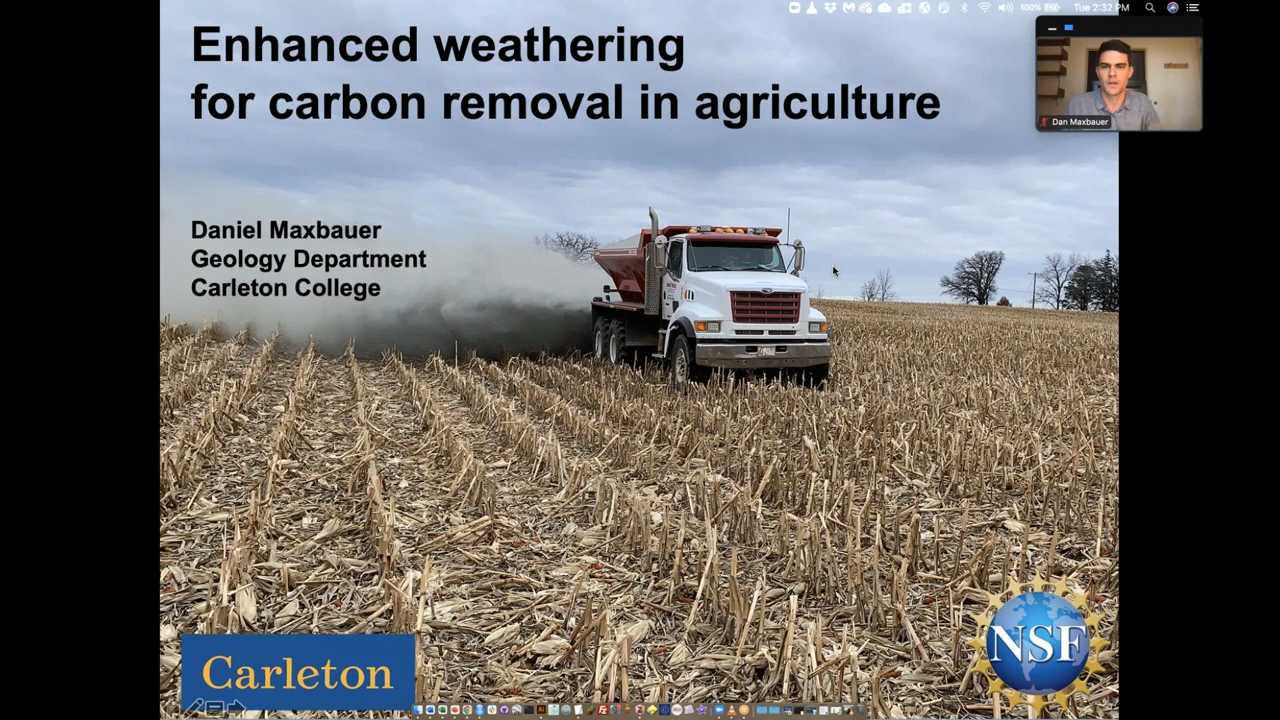 100%
Tue 2:32 PM
Enhanced weathering
for carbon removal in agriculture
Dan Maxbauer
Daniel Maxbauer
Geology Department
Carleton College
Carleton
NSF